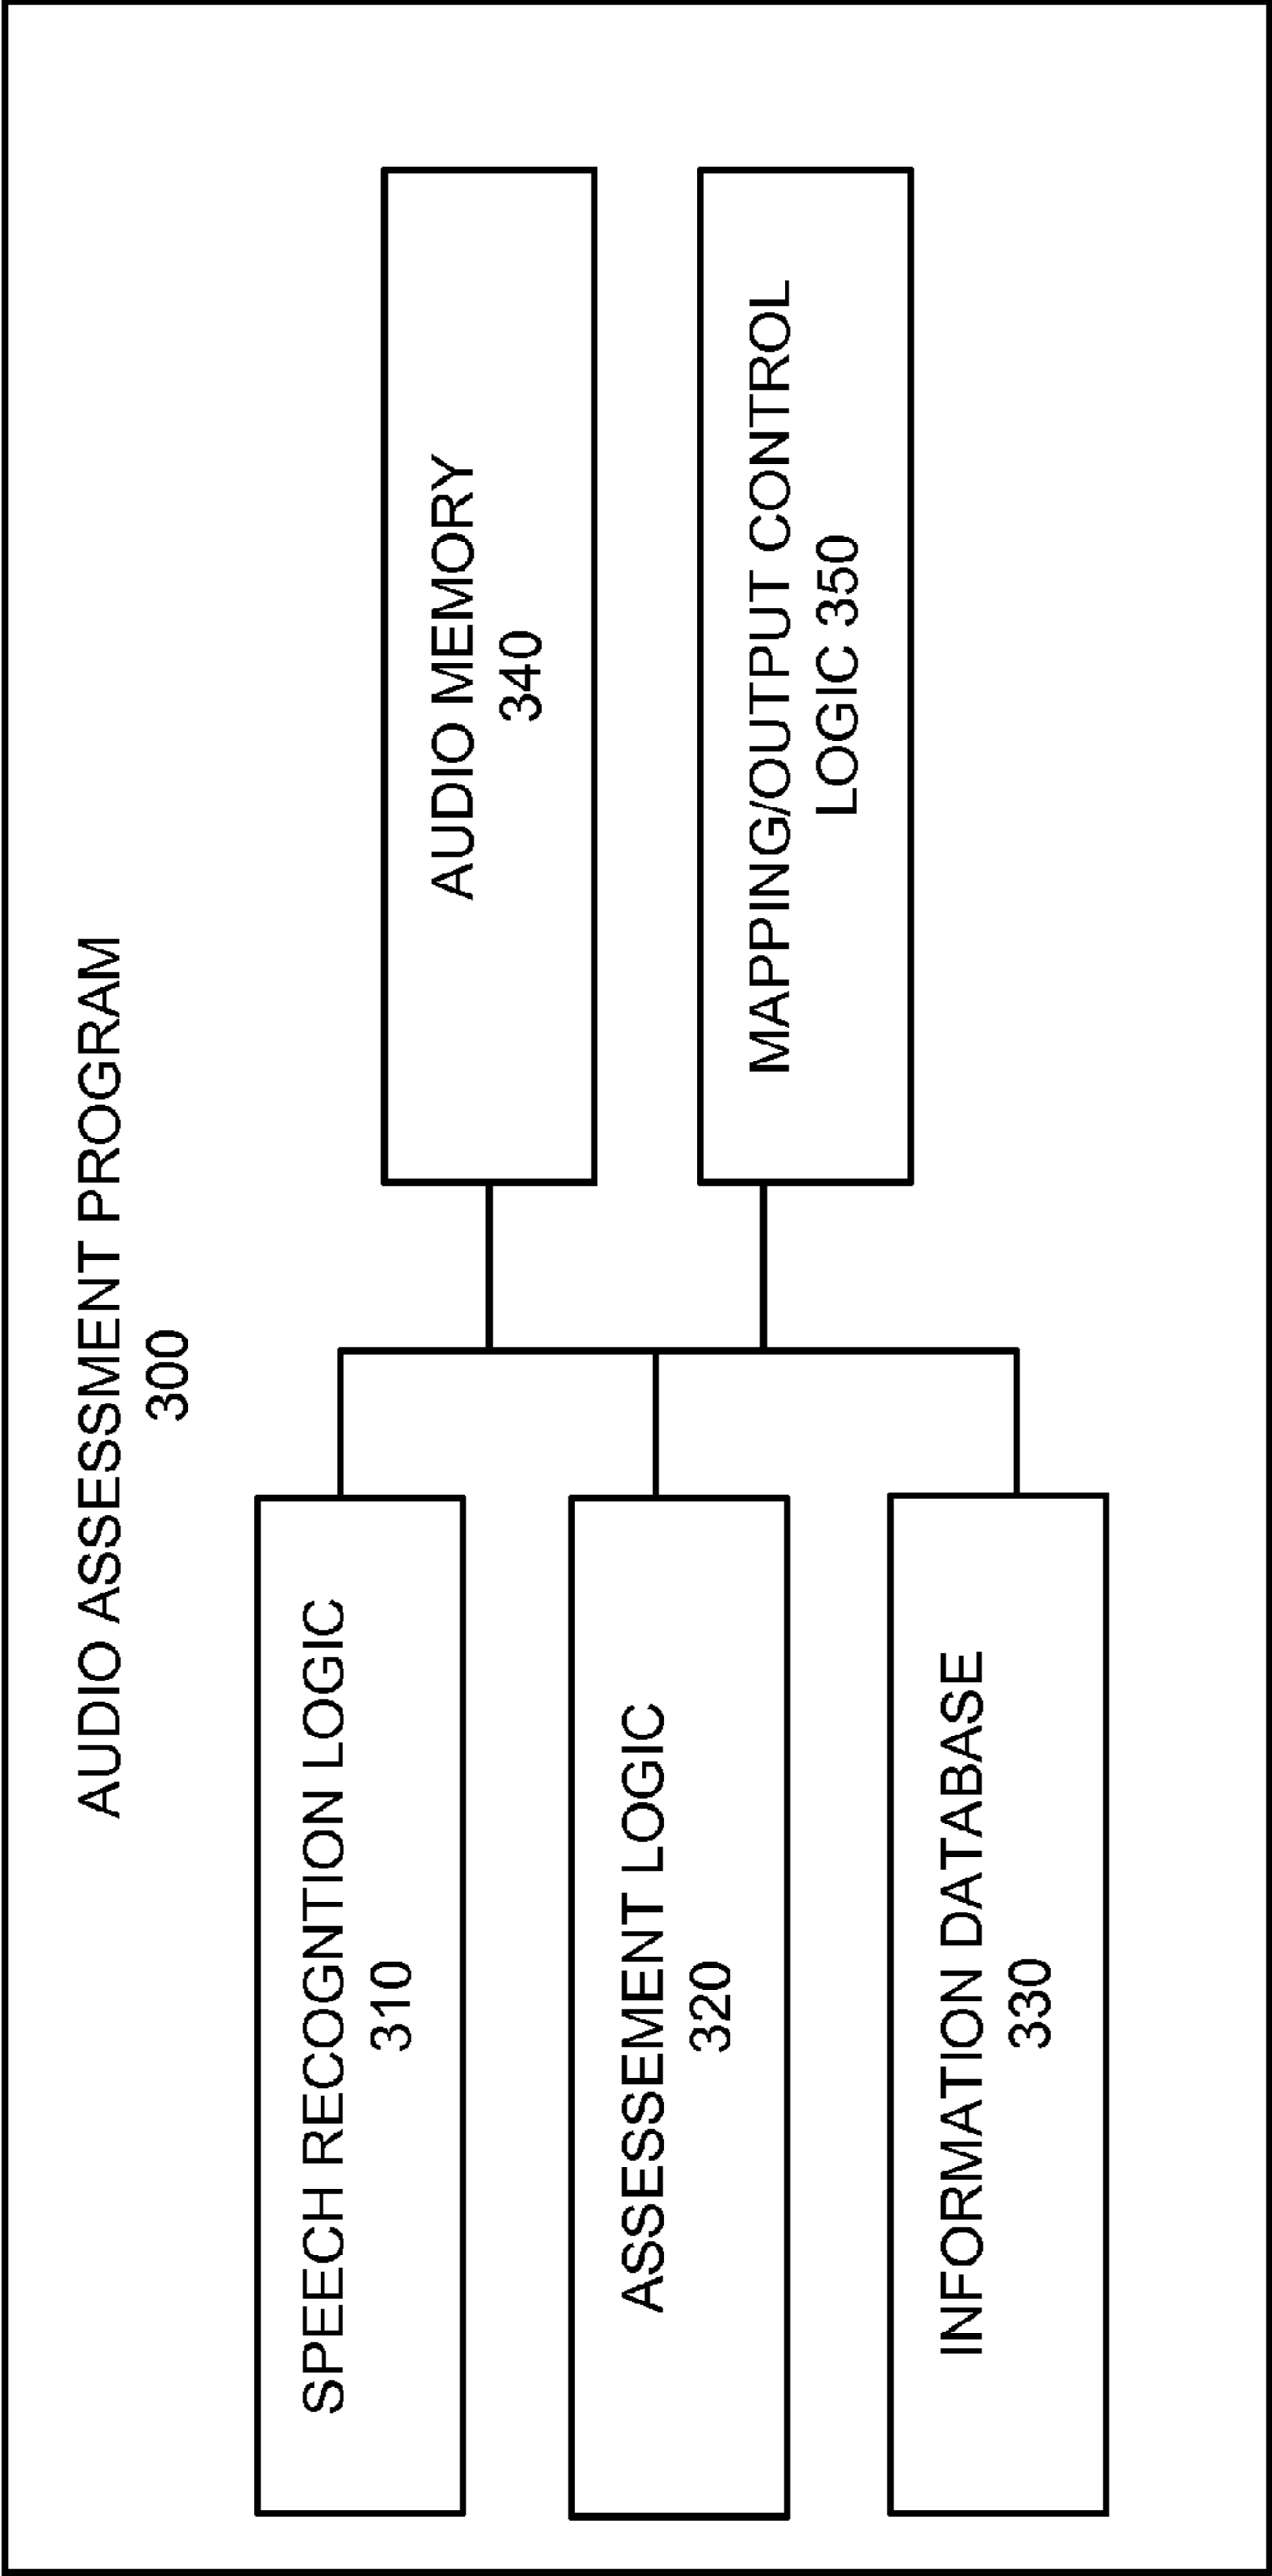 AUDIO ASSESSMENT PROGRAM
300
SPEECH RECOGNTION LOGIC
310
ASSESSMENT LOGIC
320
INFORMATION DATABASE
330
AUDIO MEMORY
340
MAPPING/OUTPUT CONTROL
LOGIC 350